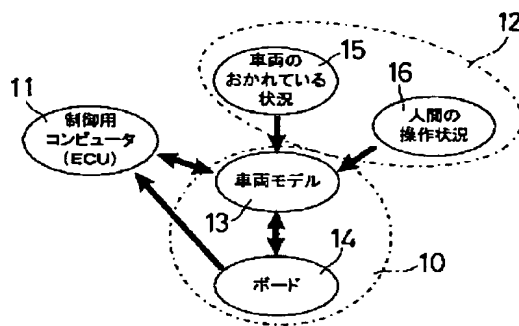 12
15
車両の
おかれている
状況
16
人間の
操作状況
11
制御用
コンピュータ
(ECU)
車両モデル
13
14
ボード
10